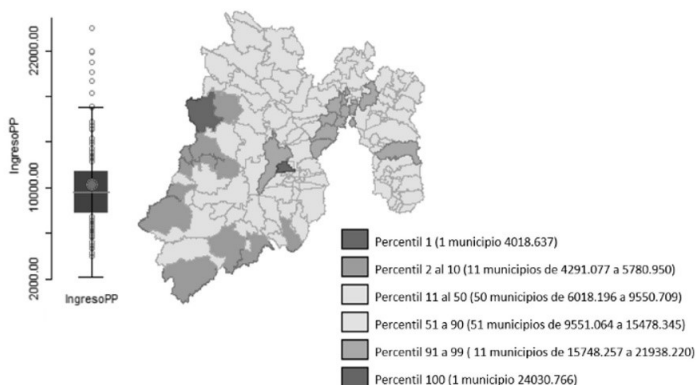 22000.00
IngresoPP
10000.00
2000.00
IngresoPP
Percentil 1 (1 municipio 4018.637)
Percentil 2 al 10 (11 municipios de 4291.077 a 5780.950)
Percentil 11 al 50 (50 municipios de 6018.196 a 9550.709)
Percentil 51 a 90 (51 municipios de 9551.064 a 15478.345)
Percentil 91 a 99 ( 11 municipios de 15748.257 a 21938.220)
Percentil 100 (1 municipio 24030.766)